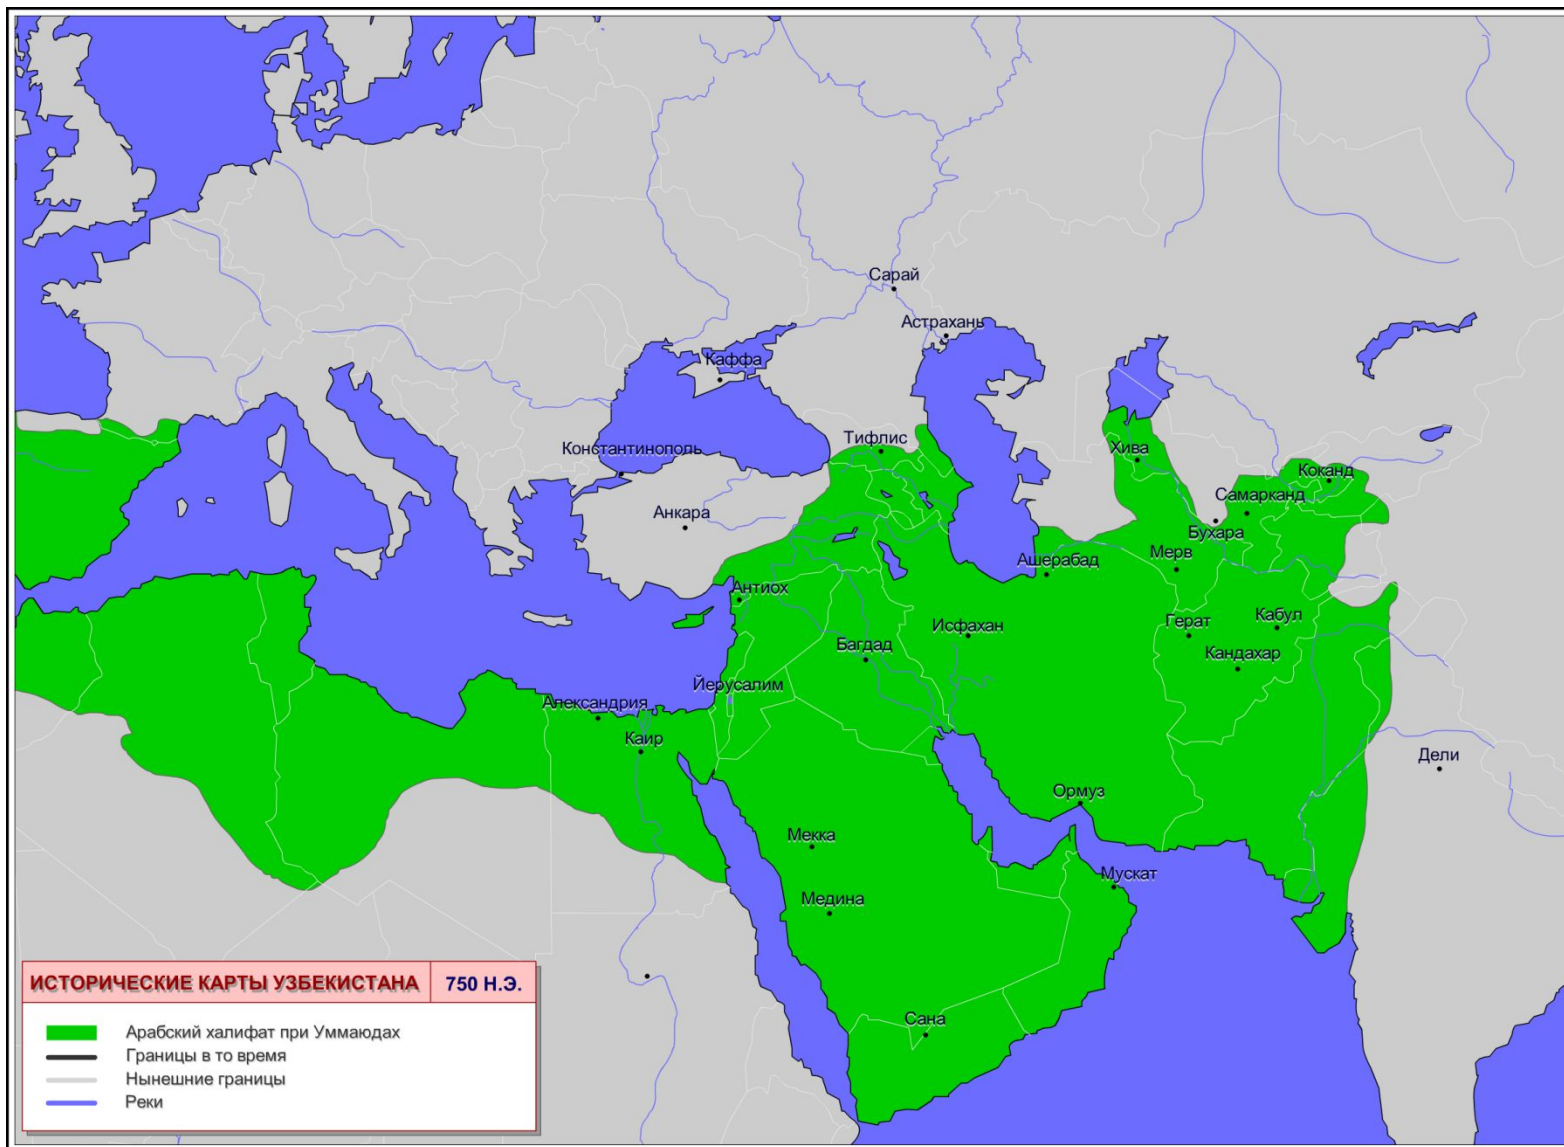 Сарай
Астрахань
Каффа
Константинополь
Тифлис
Хива
Коканд
Самарканд
Анкара
Бухара
Мерв
Ашерабад
Антиох
Исфахан
Герат
Кабул
Багдад
Кандахар
Йерусалим
Александрия
Каир
Дели
Ормуз
Мекка
Мускат
Медина
Сана
ИСТОРИЧЕСКИЕ КАРТЫ УЗБЕКИСТАНА 750 Н.Э.
Арабский халифат при Уммаюдах
Границы в то время
Нынешние границы
Реки